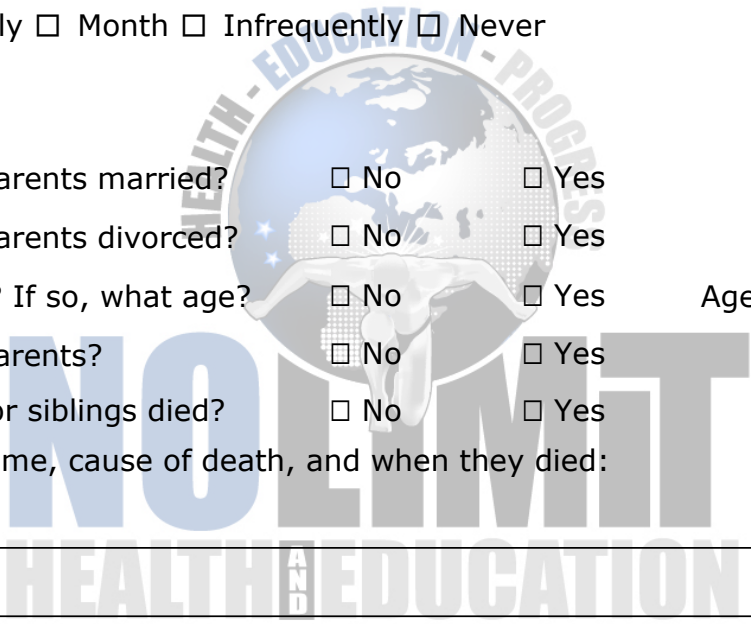 ly ☐ Month ☐ Infrequently ☐ Never
HEALTH - EDUCATION - PROGRES
arents married? ☐ No ☐ Yes
arents divorced? ☐ No ☐ Yes
? If so, what age? ☐ No ☐ Yes Age
arents? ☐ No ☐ Yes
or siblings died? ☐ No ☐ Yes
me, cause of death, and when they died:
NO LIMiT
HEALTH AND EDUCATION